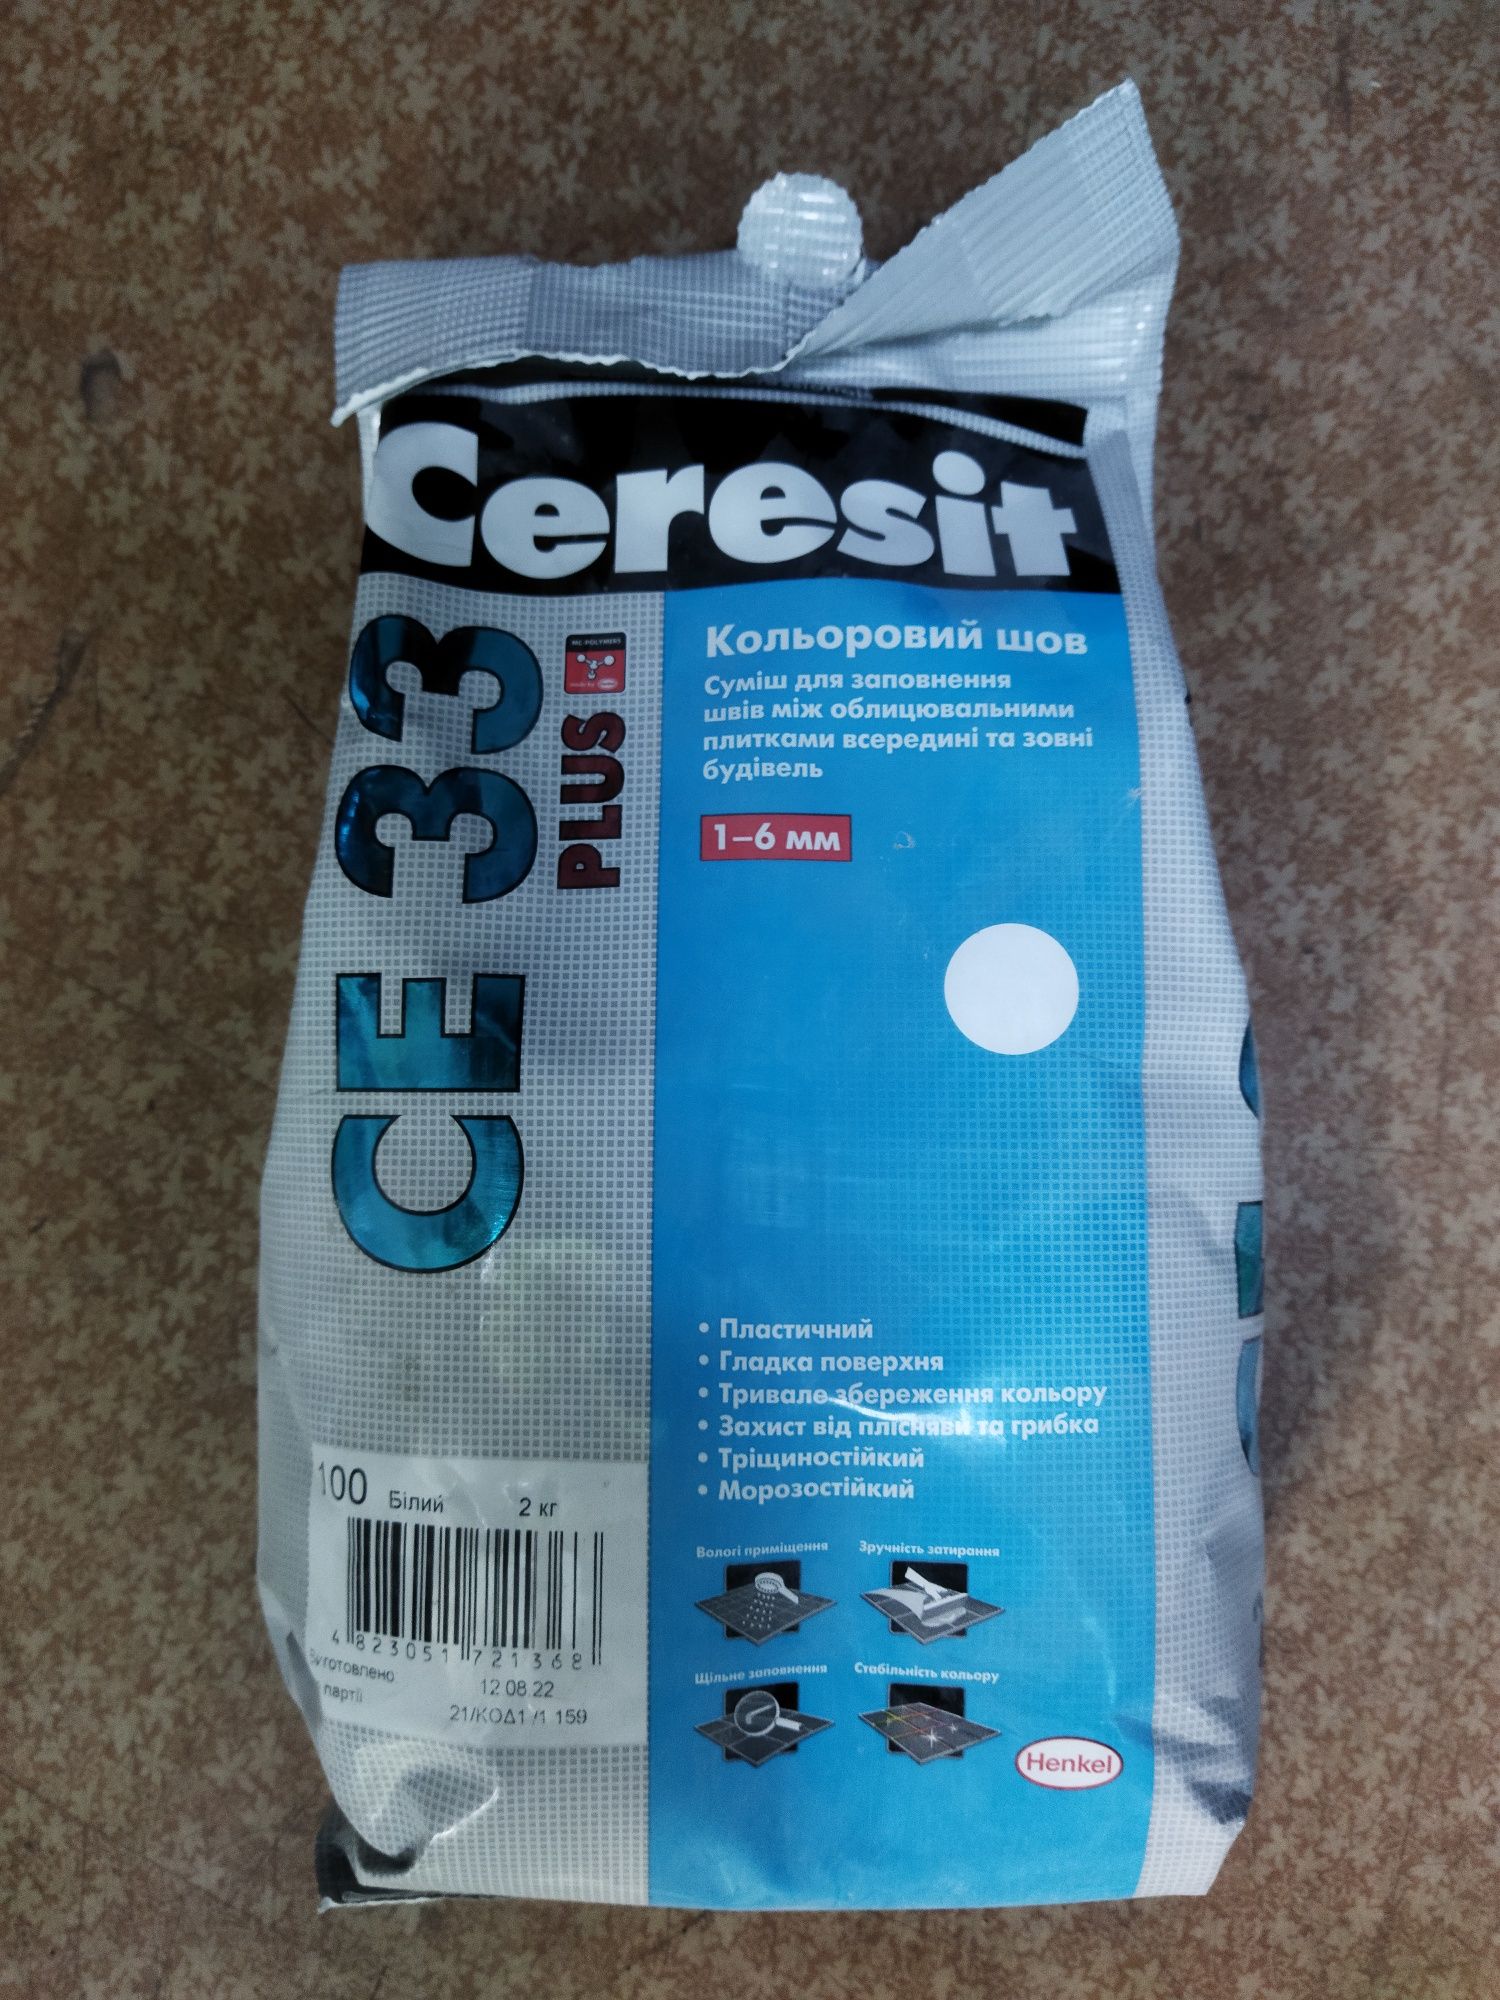 Ceresit
CE 33
PLUS
MC-POLYMERS
Кольоровий шов
Суміш для заповнення
швів між облицювальними
плитками всередині та зовні
будівель
1–6 мм
• Пластичний
• Гладка поверхня
• Тривале збереження кольору
• Захист від плісняви та грибка
• Тріщиностійкий
• Морозостійкий
Вологі приміщення
Зручність затирання
Щільне заповнення
Стабільність кольору
Henkel
100 Білий 2 кг
4 823051 721368
Виготовлено 12 08.22
партії 21/КОД1 /1 159